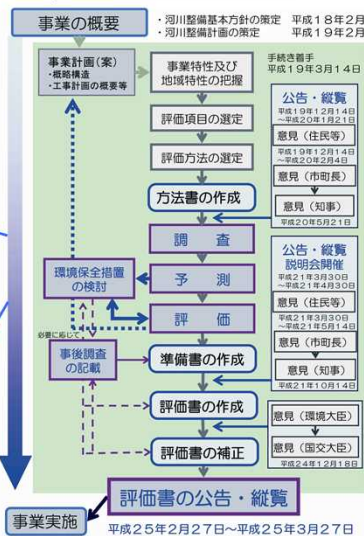 事業の概要
・河川整備基本方針の策定 平成18年2月
・河川整備計画の策定 平成19年2月
手続き着手
平成19年3月14日
事業計画（案）
・概略構造
・工事計画の概要等
事業特性及び
地域特性の把握
評価項目の選定
評価方法の選定
方法書の作成
公告・縦覧
平成19年12月14日
～平成20年1月21日
意見（住民等）
平成19年12月14日
～平成20年2月4日
意見（市町長）
意見（知事）
平成20年5月21日
調 査
予 測
評 価
環境保全措置
の検討
公告・縦覧
説明会開催
平成21年3月30日
～平成21年4月30日
意見（住民等）
平成21年3月30日
～平成21年5月14日
意見（市町長）
意見（知事）
平成21年10月14日
必要に応じて
事後調査
の記載
準備書の作成
評価書の作成
意見（環境大臣）
意見（国交大臣）
平成24年12月18日
評価書の補正
評価書の公告・縦覧
事業実施
平成25年2月27日～平成25年3月27日